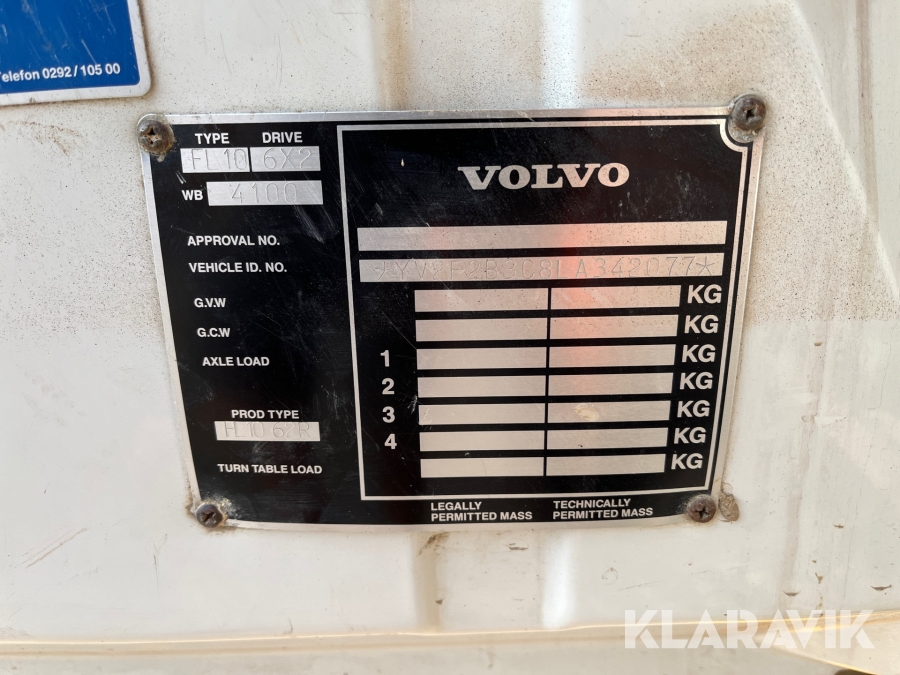 Telefon 0292/105 00
TYPE DRIVE
FL10 6X2
WB 4100
VOLVO
APPROVAL NO.
VEHICLE ID. NO.
G.V.W KG
G.C.W KG
AXLE LOAD 1 KG
2 KG
3 KG
PROD TYPE
4 KG
FL10 62R
TURN TABLE LOAD KG
LEGALLY PERMITTED MASS
TECHNICALLY PERMITTED MASS
KLARAVIK